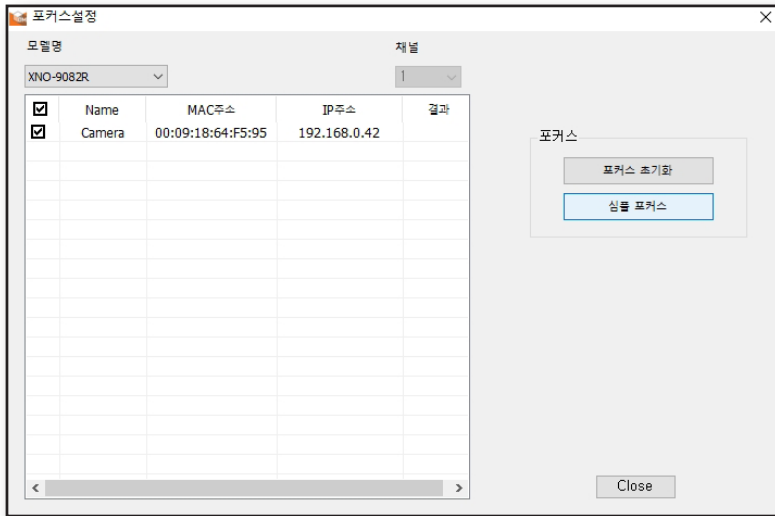 포커스설정
모델명 채널
XNO-9082R 1
Name MAC주소 IP주소 결과
Camera 00:09:18:64:F5:95 192.168.0.42
포커스
포커스 초기화
심플 포커스
Close